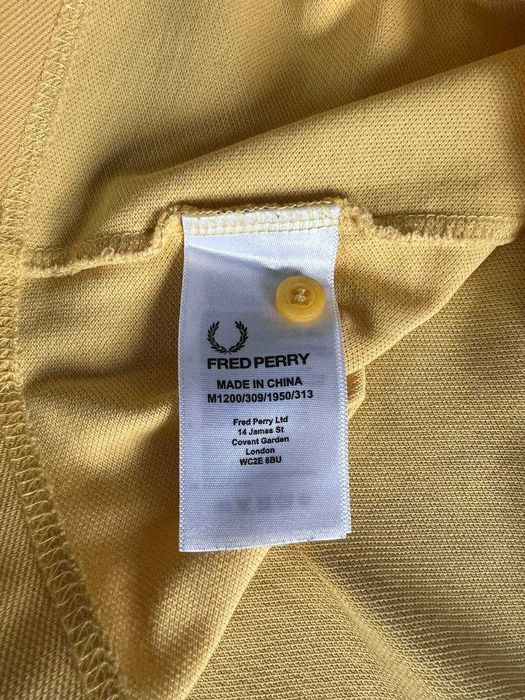 FRED PERRY
MADE IN CHINA
M1200/309/1950/313
Fred Perry Ltd
14 James St
Covent Garden
London
WC2E 8BU